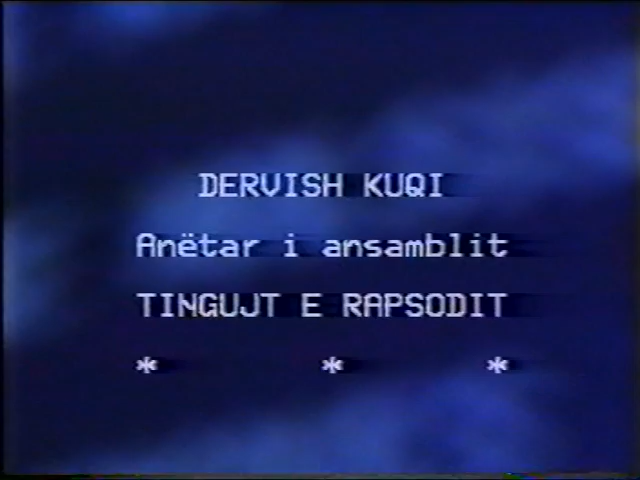 DERVISH KUQI
Anëtar i ansamblit
TINGUJT E RAPSODIT
* * *